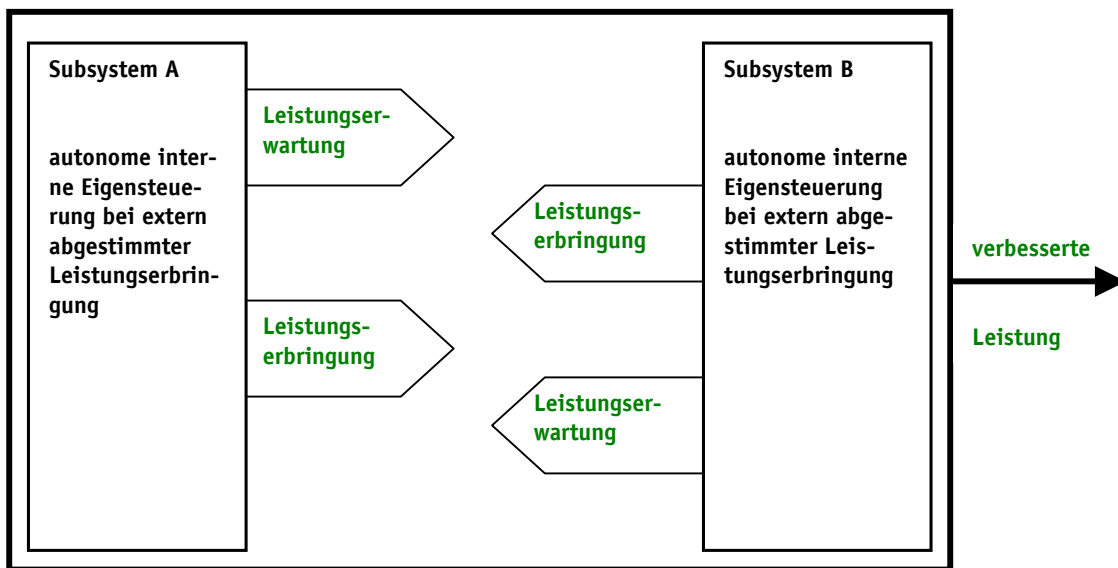 Subsystem A
autonome inter-
ne Eigensteue-
rung bei extern
abgestimmter
Leistungserbrin-
gung
Leistungser-
wartung
Leistungs-
erbringung
Leistungs-
erbringung
Leistungser-
wartung
Subsystem B
autonome interne
Eigensteuerung
bei extern abge-
stimmter Leis-
tungserbringung
verbesserte
Leistung